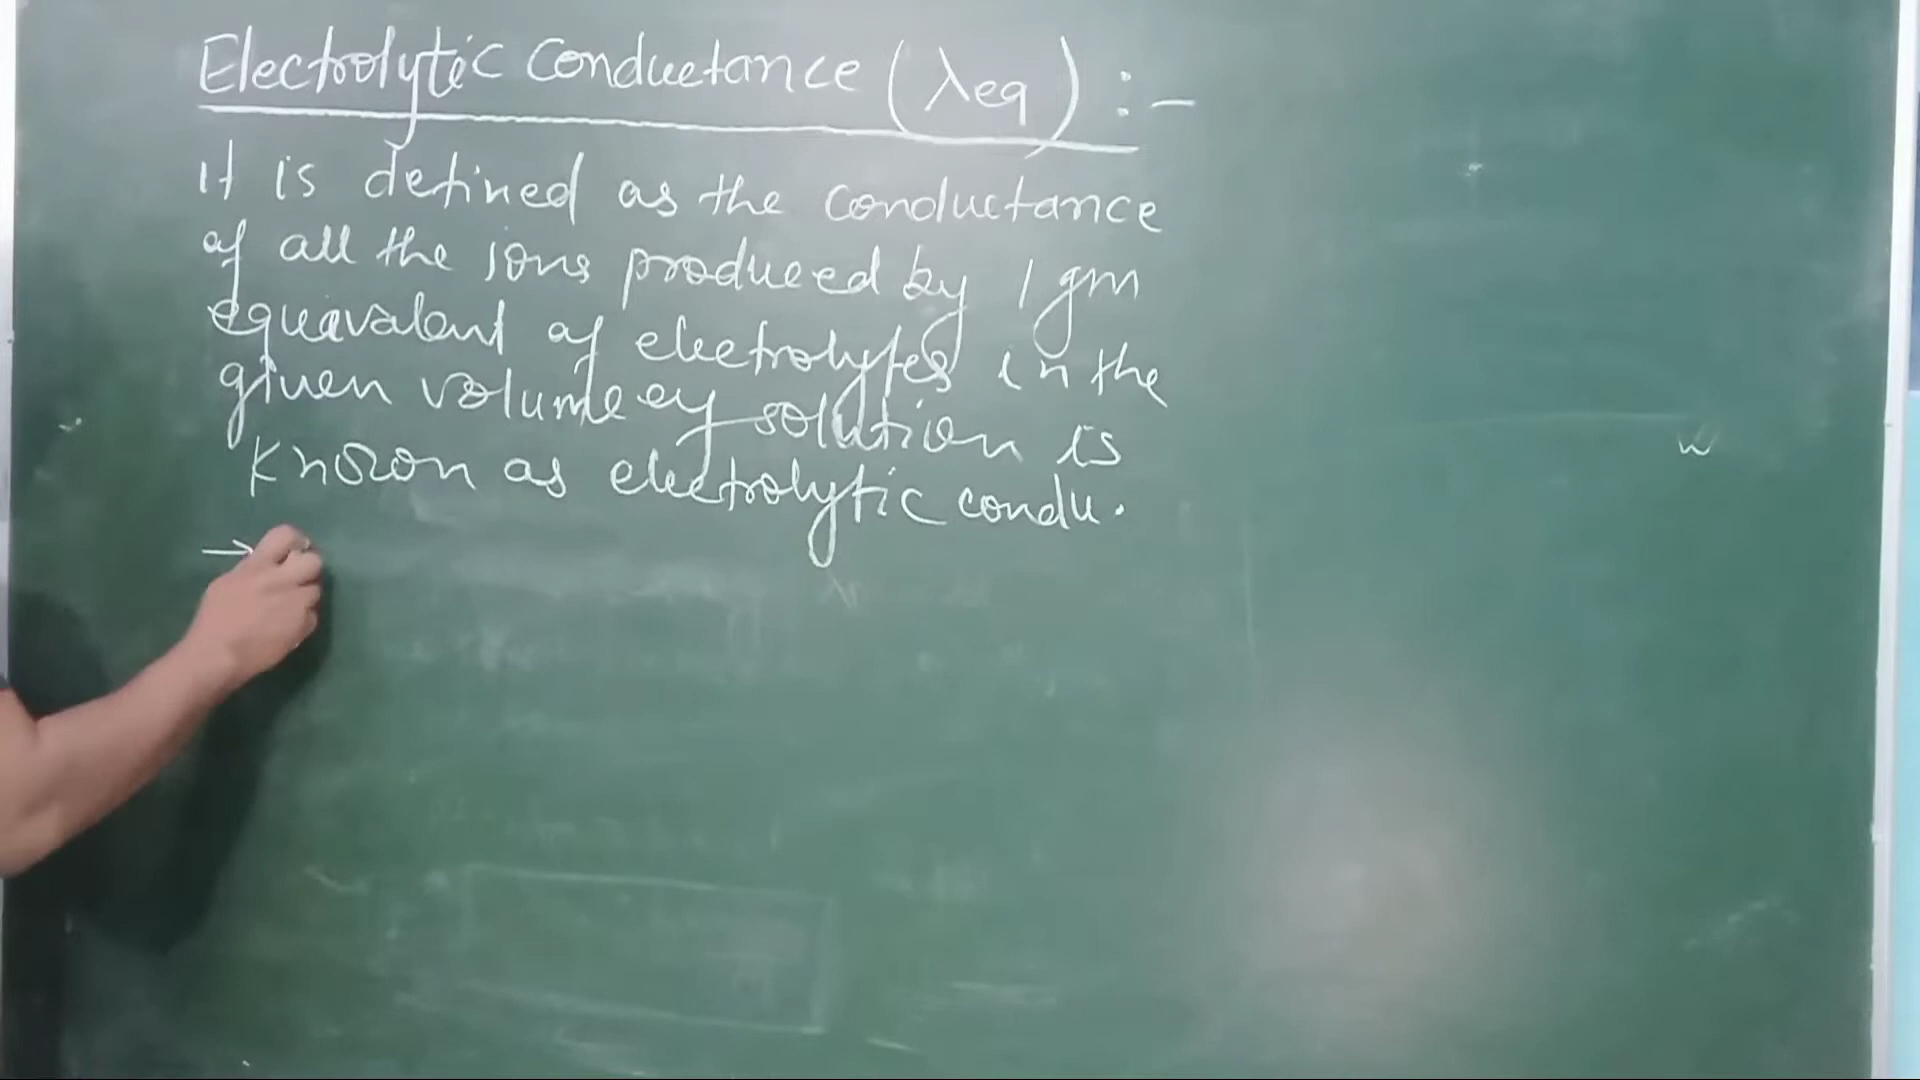 Electrolytic Conductance (λeq) :-
it is defined as the conductance
of all the ions produced by 1 gm
equivalent of electrolytes in the
given volume of solution is
known as electrolytic condu.
→